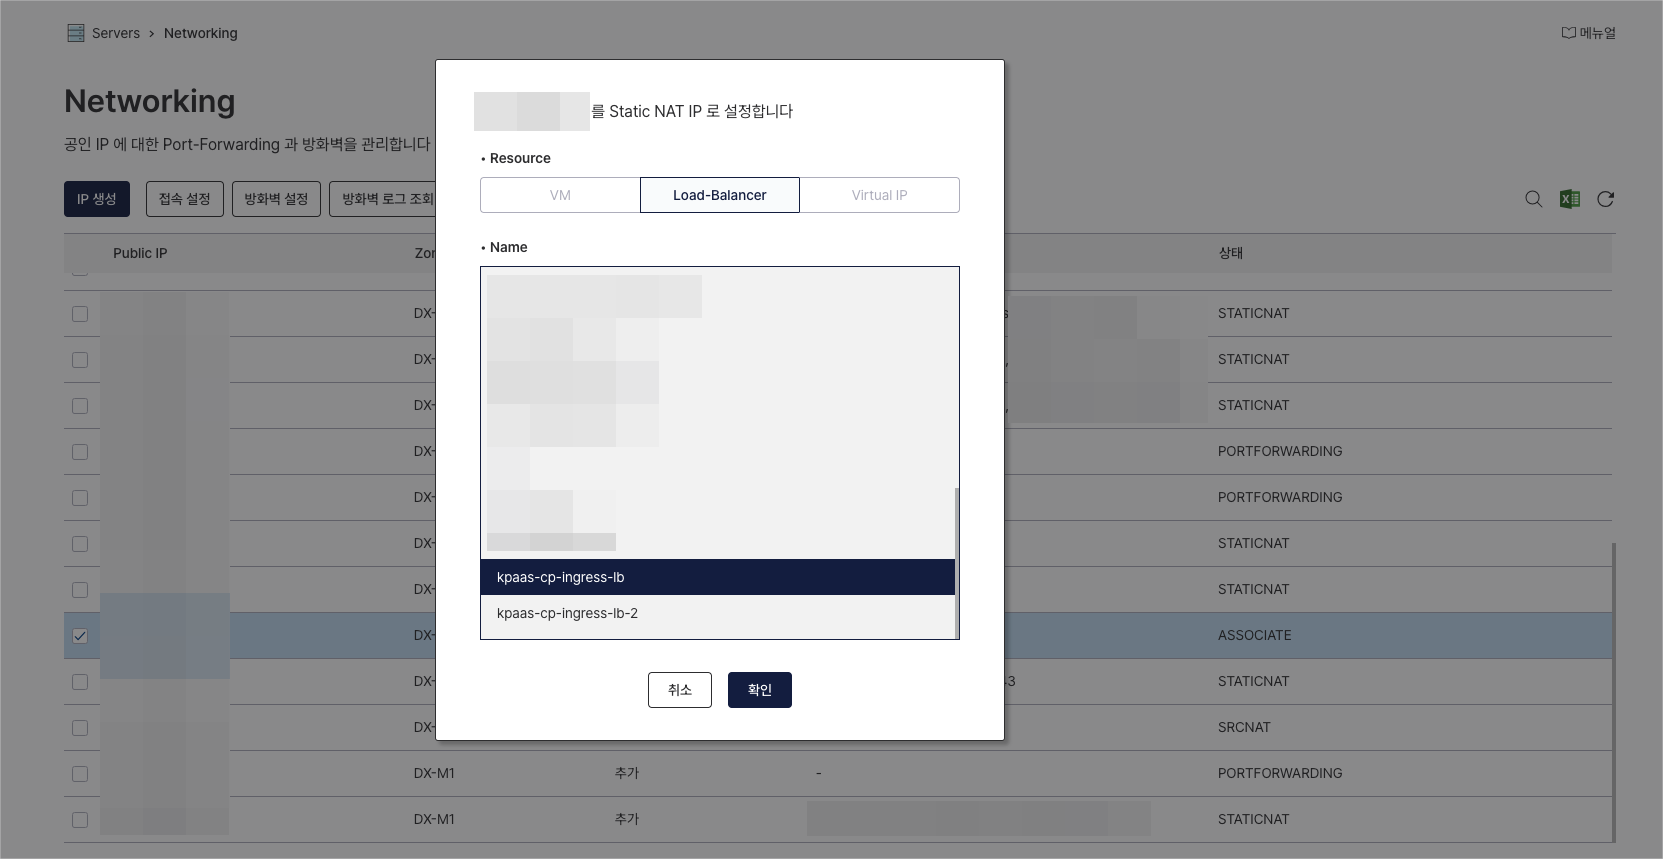 Servers > Networking
메뉴얼
Networking
공인 IP 에 대한 Port-Forwarding 과 방화벽을 관리합니다
IP 생성
접속 설정
방화벽 설정
방화벽 로그 조회
Public IP
상태
DX-
STATICNAT
DX-
STATICNAT
DX-
STATICNAT
DX-
PORTFORWARDING
DX-
PORTFORWARDING
DX-
STATICNAT
DX-
STATICNAT
DX-
ASSOCIATE
DX-
STATICNAT
DX-
SRCNAT
DX-M1 추가 - PORTFORWARDING
DX-M1 추가 STATICNAT
를 Static NAT IP 로 설정합니다
• Resource
VM
Load-Balancer
Virtual IP
• Name
kpaas-cp-ingress-lb
kpaas-cp-ingress-lb-2
취소
확인